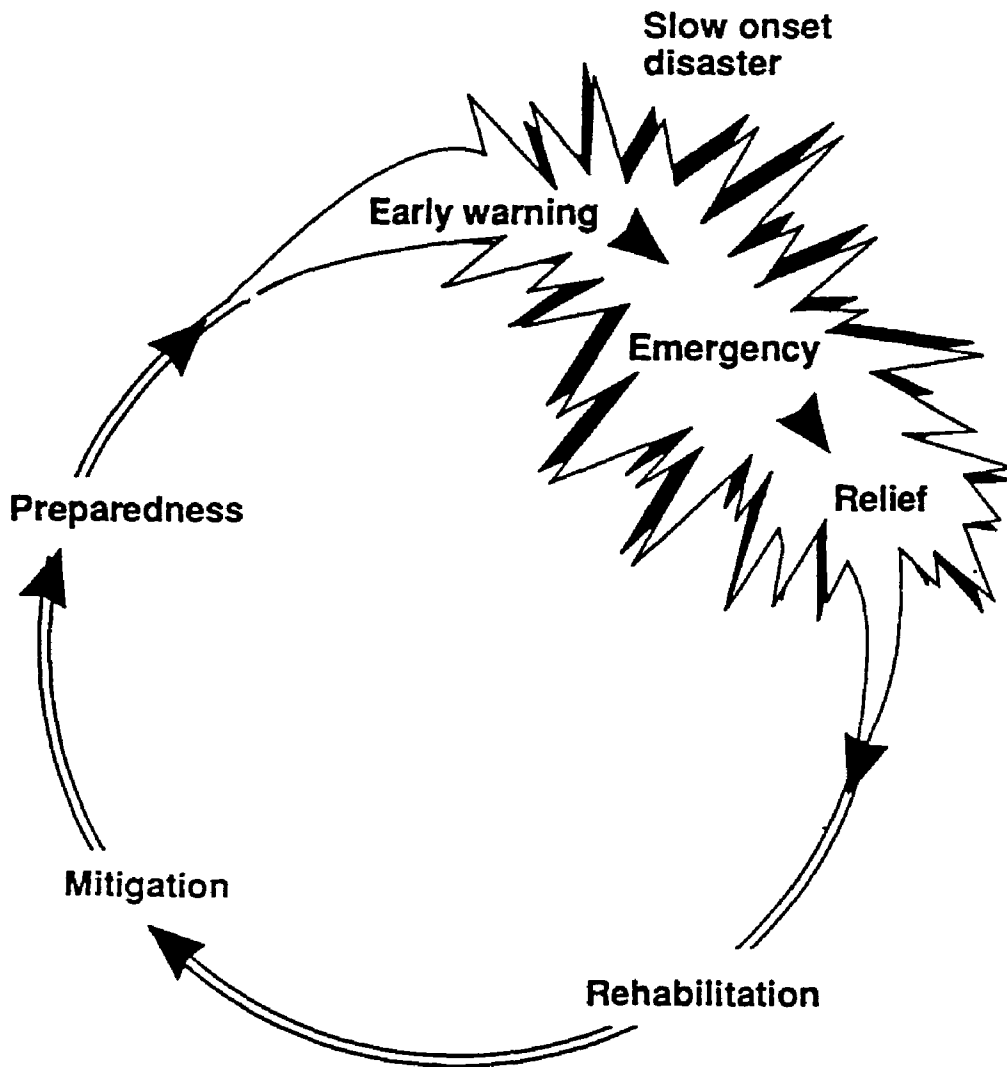 Slow onset
disaster
Early warning
Emergency
Relief
Preparedness
Mitigation
Rehabilitation